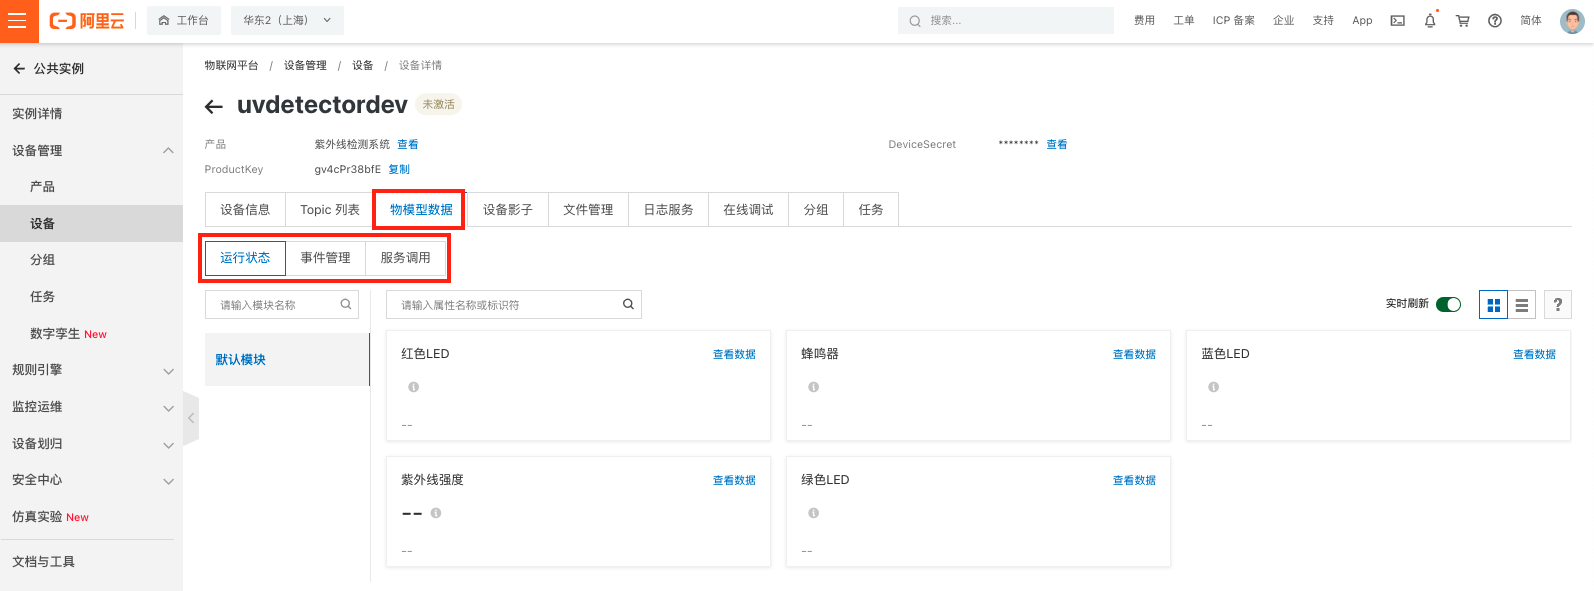 阿里云 工作台 华东2（上海） 搜索... 费用 工单 ICP 备案 企业 支持 App 简体
公共实例
实例详情
设备管理
产品
设备
分组
任务
数字孪生 New
规则引擎
监控运维
设备划归
安全中心
仿真实验 New
文档与工具
物联网平台 / 设备管理 / 设备 / 设备详情
uvdetectordev 未激活
产品 紫外线检测系统 查看 DeviceSecret ******** 查看
ProductKey gv4cPr38bfE 复制
设备信息 Topic 列表 物模型数据 设备影子 文件管理 日志服务 在线调试 分组 任务
运行状态 事件管理 服务调用
请输入模块名称 请输入属性名称或标识符 实时刷新 ?
默认模块
红色LED 查看数据 蜂鸣器 查看数据 蓝色LED 查看数据
-- -- --
紫外线强度 查看数据 绿色LED 查看数据
--
-- --